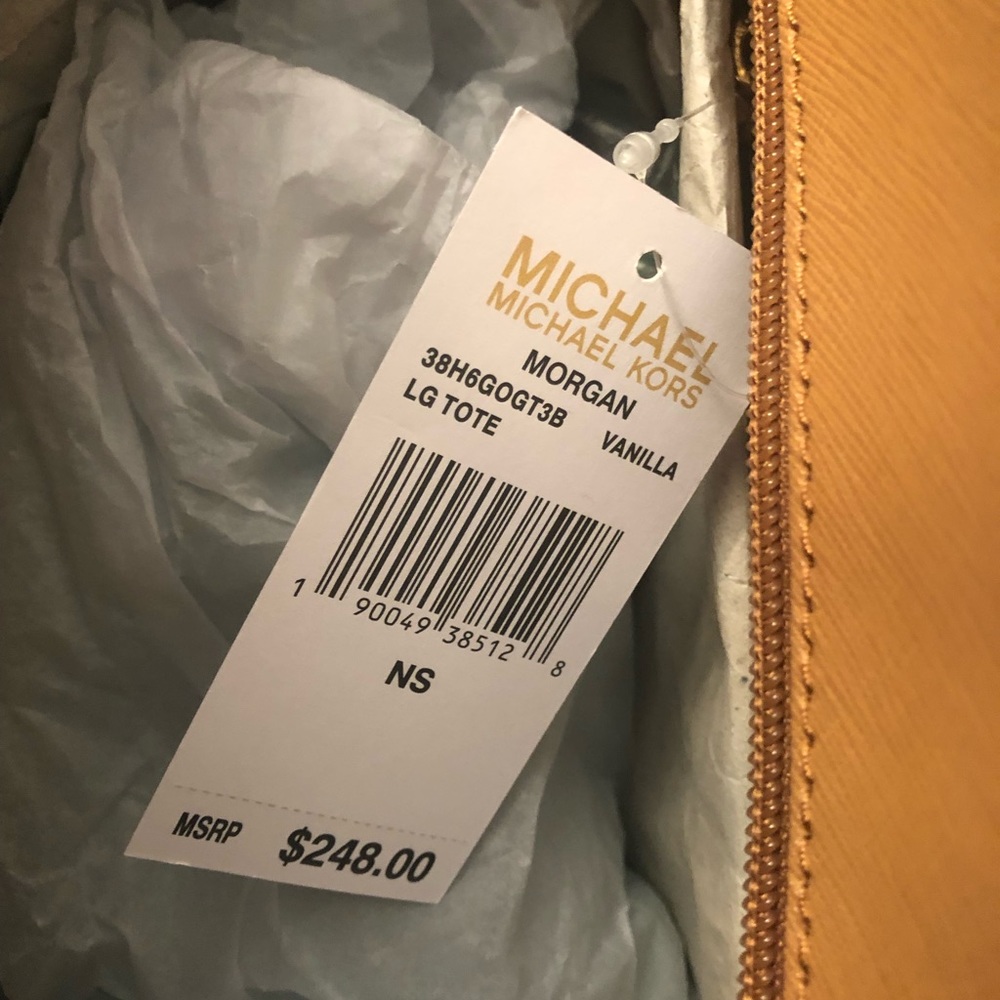 MICHAEL
MICHAEL KORS
MORGAN
38H6GOGT3B VANILLA
LG TOTE
1 90049 38512 8
NS
MSRP $248.00